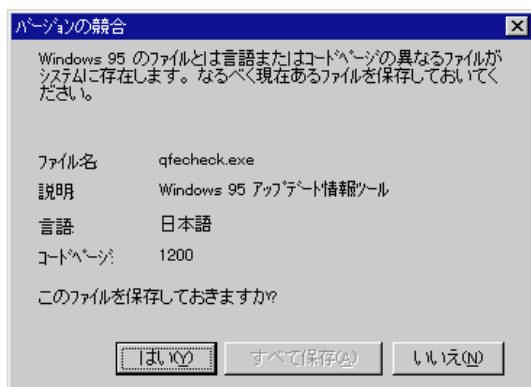 バージョンの競合
Windows 95 のファイルとは言語またはコードページの異なるファイルが
システムに存在します。なるべく現在あるファイルを保存しておいてく
ださい。
ファイル名 qfecheck.exe
説明: Windows 95 アップデート情報ツール
言語: 日本語
コードページ: 1200
このファイルを保存しておきますか?
はい(Y) すべて保存(A) いいえ(N)